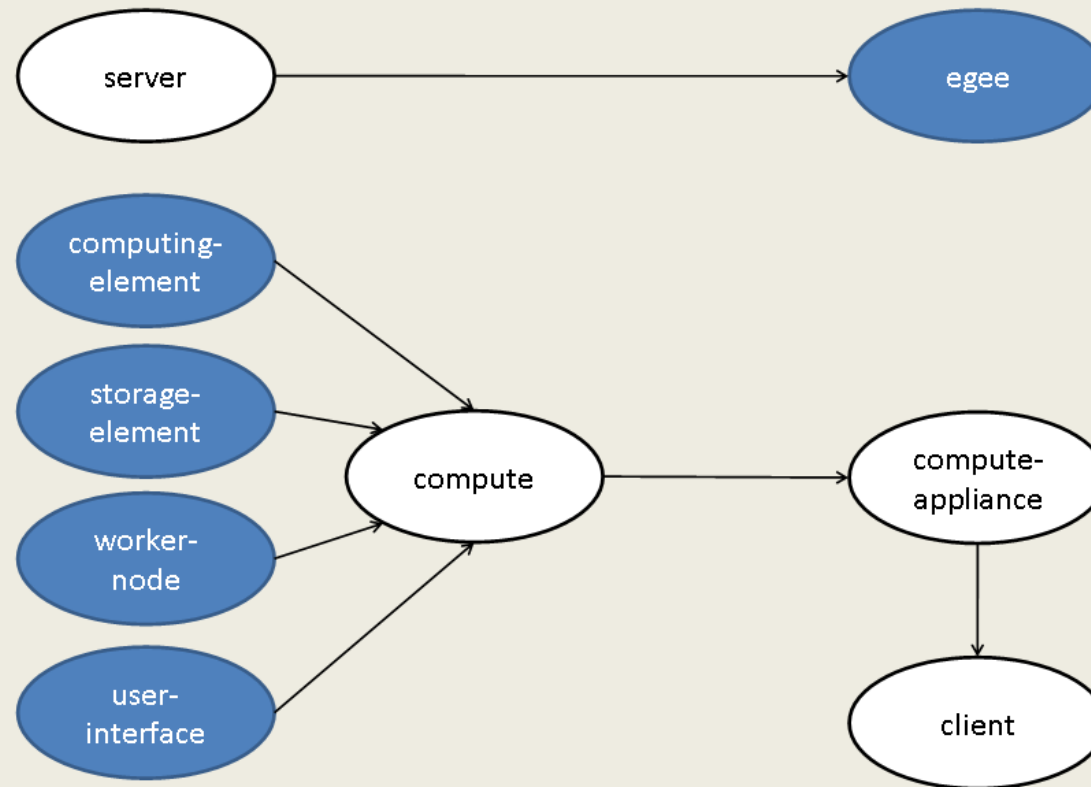 server
egee
computing-
element
storage-
element
compute
compute-
appliance
worker-
node
user-
interface
client